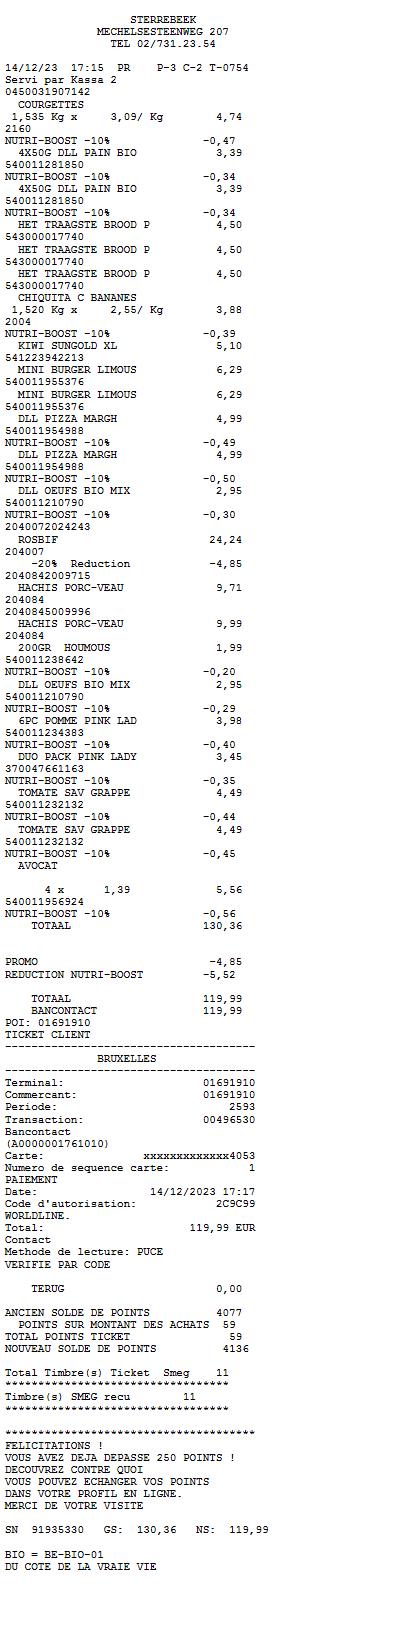 STERREBEEK
MECHELSESTEENWEG 207
TEL 02/731.23.54
14/12/23 17:15 PR P-3 C-2 T-0754
Servi par Kassa 2
0450031907142
COURGETTES
1,535 Kg x 3,09/ Kg 4,74
2160
NUTRI-BOOST -10% -0,47
4X50G DLL PAIN BIO 3,39
540011281850
NUTRI-BOOST -10% -0,34
4X50G DLL PAIN BIO 3,39
540011281850
NUTRI-BOOST -10% -0,34
HET TRAAGSTE BROOD P 4,50
543000017740
HET TRAAGSTE BROOD P 4,50
543000017740
HET TRAAGSTE BROOD P 4,50
543000017740
CHIQUITA C BANANES
1,520 Kg x 2,55/ Kg 3,88
2004
NUTRI-BOOST -10% -0,39
KIWI SUNGOLD XL 5,10
541223942213
MINI BURGER LIMOUS 6,29
540011955376
MINI BURGER LIMOUS 6,29
540011955376
DLL PIZZA MARGH 4,99
540011954988
NUTRI-BOOST -10% -0,49
DLL PIZZA MARGH 4,99
540011954988
NUTRI-BOOST -10% -0,50
DLL OEUFS BIO MIX 2,95
540011210790
NUTRI-BOOST -10% -0,30
2040072024243
ROSBIF 24,24
204007
-20% Reduction -4,85
2040842009715
HACHIS PORC-VEAU 9,71
204084
2040845009996
HACHIS PORC-VEAU 9,99
204084
200GR HOUMOUS 1,99
540011238642
NUTRI-BOOST -10% -0,20
DLL OEUFS BIO MIX 2,95
540011210790
NUTRI-BOOST -10% -0,29
6PC POMME PINK LAD 3,98
540011234383
NUTRI-BOOST -10% -0,40
DUO PACK PINK LADY 3,45
370047661163
NUTRI-BOOST -10% -0,35
TOMATE SAV GRAPPE 4,49
540011232132
NUTRI-BOOST -10% -0,44
TOMATE SAV GRAPPE 4,49
540011232132
NUTRI-BOOST -10% -0,45
AVOCAT
4 x 1,39 5,56
540011956924
NUTRI-BOOST -10% -0,56
TOTAAL 130,36
PROMO -4,85
REDUCTION NUTRI-BOOST -5,52
TOTAAL 119,99
BANCONTACT 119,99
POI: 01691910
TICKET CLIENT
--------------------------------------
BRUXELLES
--------------------------------------
Terminal: 01691910
Commercant: 01691910
Periode: 2593
Transaction: 00496530
Bancontact
(A0000001761010)
Carte: xxxxxxxxxxxxx4053
Numero de sequence carte: 1
PAIEMENT
Date: 14/12/2023 17:17
Code d'autorisation: 2C9C99
WORLDLINE.
Total: 119,99 EUR
Contact
Methode de lecture: PUCE
VERIFIE PAR CODE
TERUG 0,00
ANCIEN SOLDE DE POINTS 4077
POINTS SUR MONTANT DES ACHATS 59
TOTAL POINTS TICKET 59
NOUVEAU SOLDE DE POINTS 4136
Total Timbre(s) Ticket Smeg 11
**********************************
Timbre(s) SMEG recu 11
**********************************
**************************************
FELICITATIONS !
VOUS AVEZ DEJA DEPASSE 250 POINTS !
DECOUVREZ CONTRE QUOI
VOUS POUVEZ ECHANGER VOS POINTS
DANS VOTRE PROFIL EN LIGNE.
MERCI DE VOTRE VISITE
SN 91935330 GS: 130,36 NS: 119,99
BIO = BE-BIO-01
DU COTE DE LA VRAIE VIE